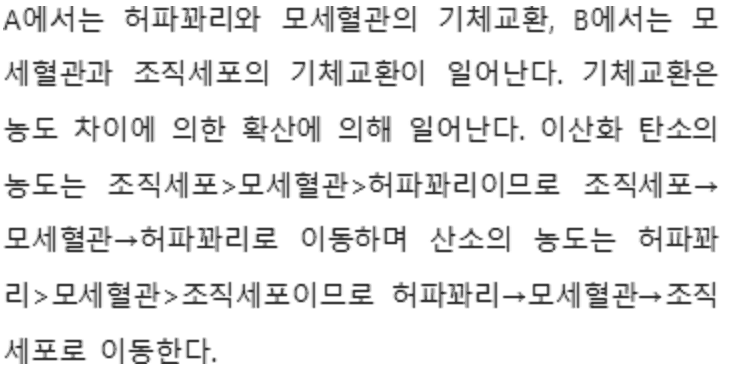 A에서는 허파꽈리와 모세혈관의 기체교환, B에서는 모
세혈관과 조직세포의 기체교환이 일어난다. 기체교환은
농도 차이에 의한 확산에 의해 일어난다. 이산화 탄소의
농도는 조직세포>모세혈관>허파꽈리이므로 조직세포→
모세혈관→허파꽈리로 이동하며 산소의 농도는 허파꽈
리>모세혈관>조직세포이므로 허파꽈리→모세혈관→조직
세포로 이동한다.